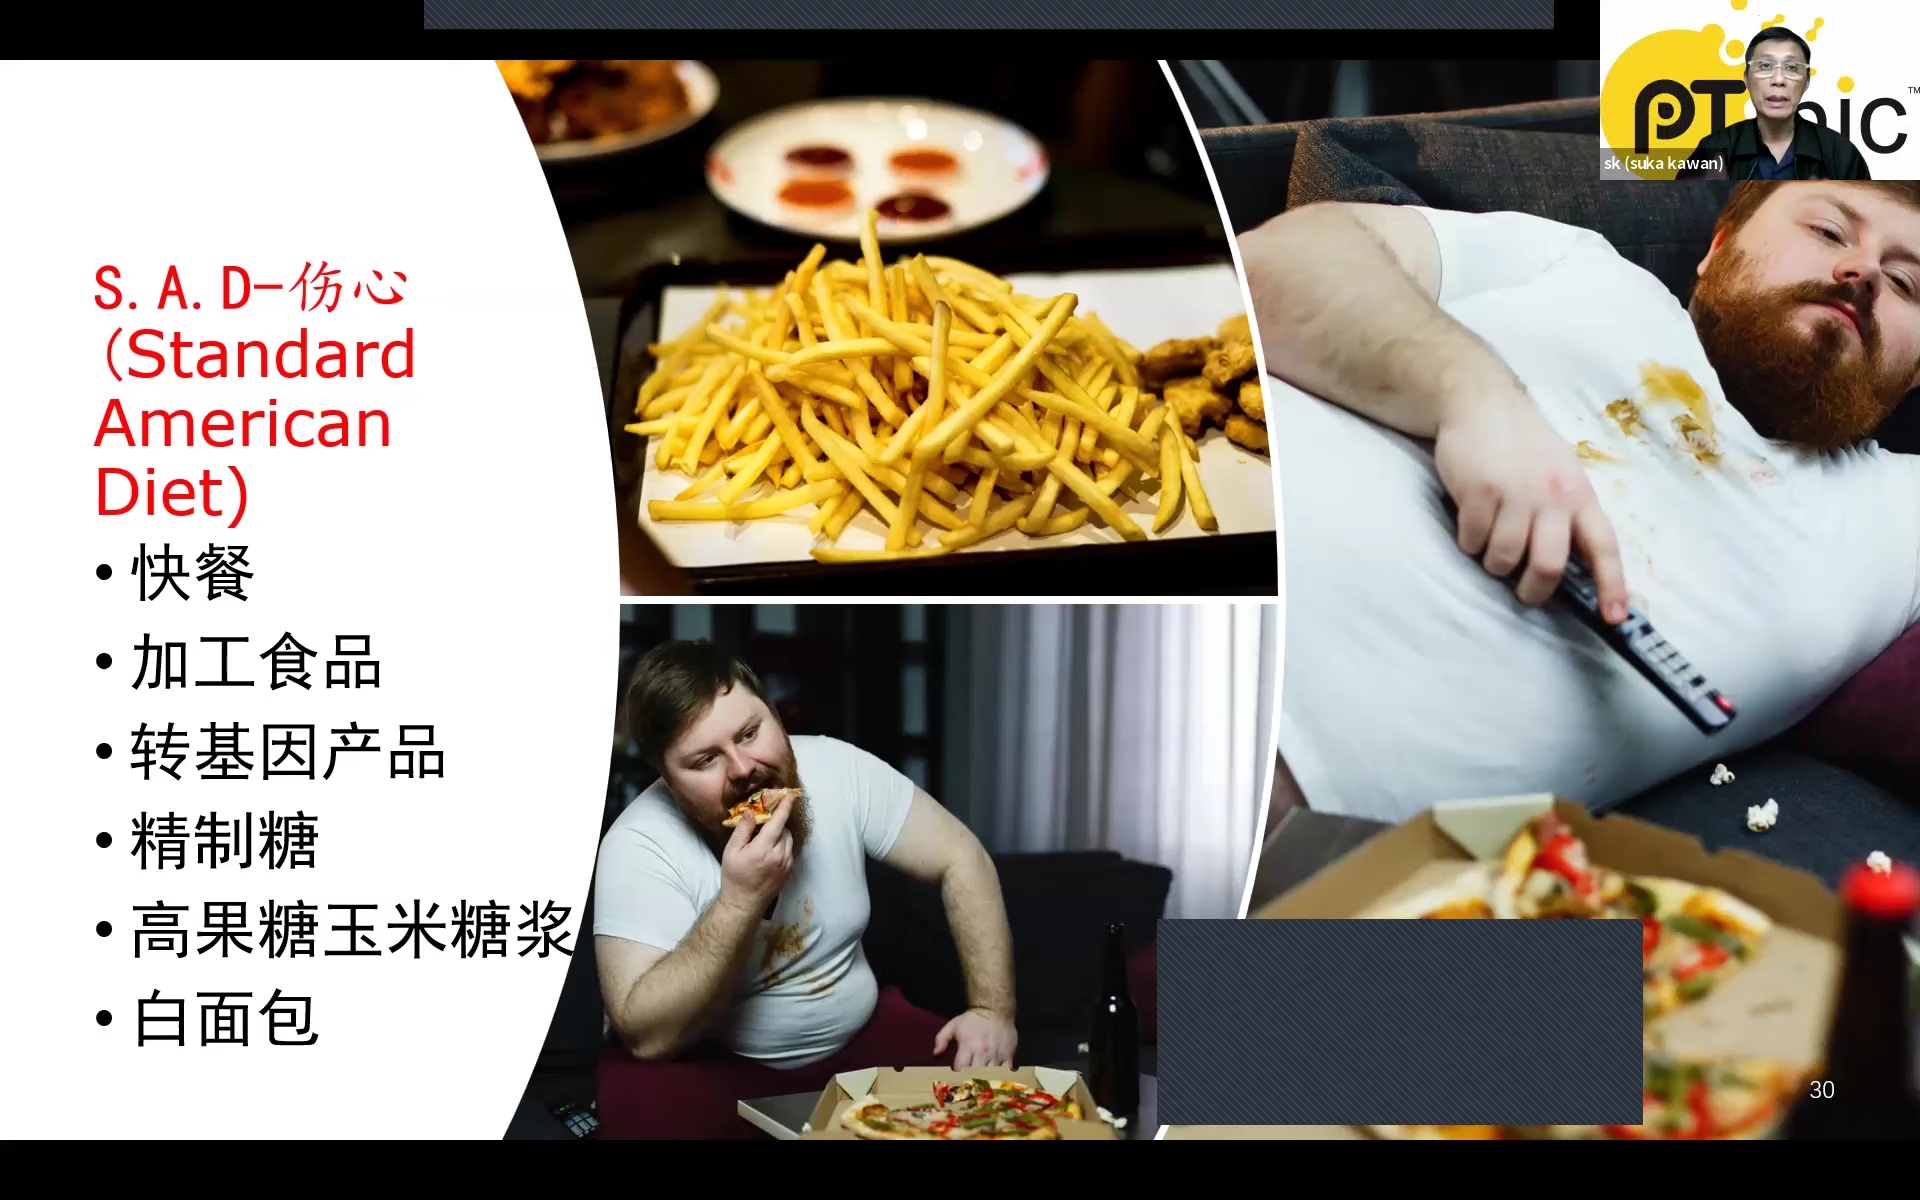 S.A.D-伤心
(Standard
American
Diet)
• 快餐
• 加工食品
• 转基因产品
• 精制糖
• 高果糖玉米糖浆
• 白面包
sk (suka kawan)
TM
30